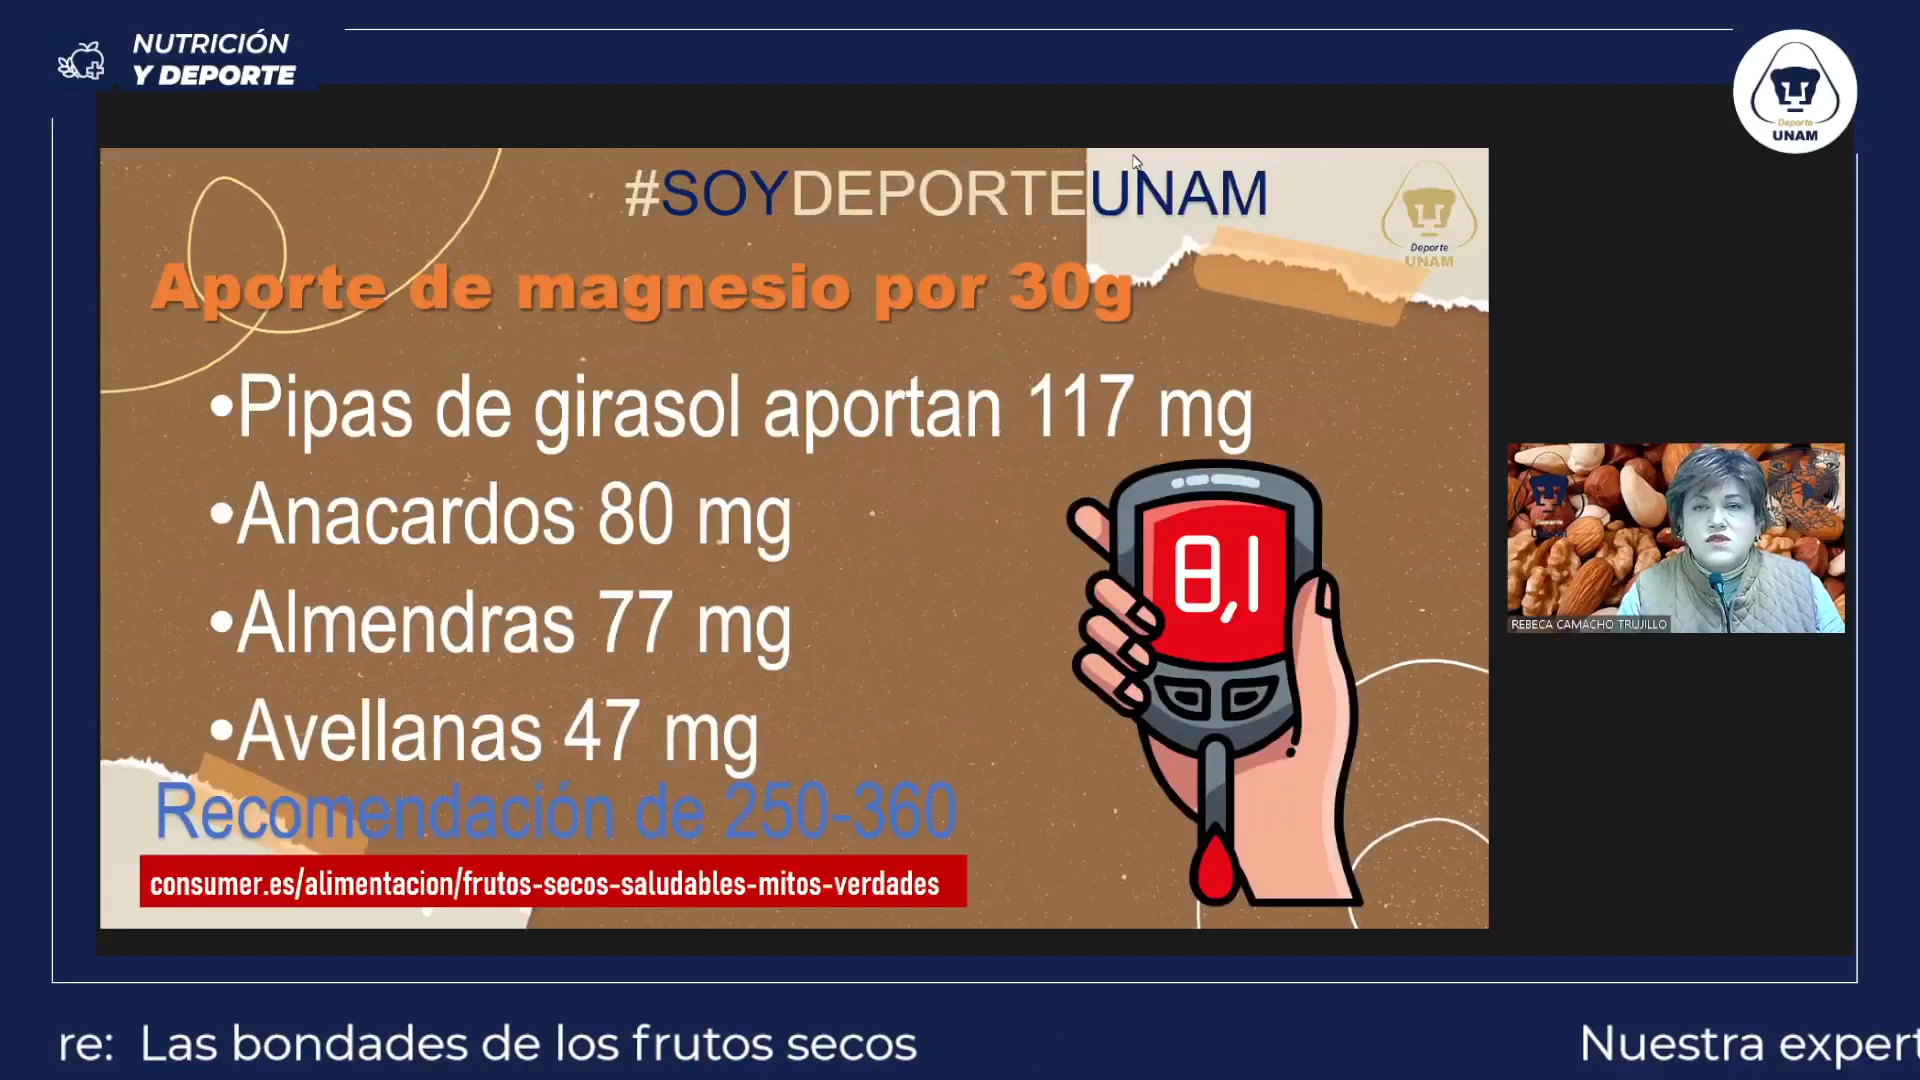 NUTRICIÓN
Y DEPORTE
Deporte
UNAM
#SOYDEPORTEUNAM
Deporte
UNAM
Aporte de magnesio por 30g
•Pipas de girasol aportan 117 mg
•Anacardos 80 mg
•Almendras 77 mg
•Avellanas 47 mg
8,1
Recomendación de 250-360
consumer.es/alimentacion/frutos-secos-saludables-mitos-verdades
REBECA CAMACHO TRUJILLO
re: Las bondades de los frutos secos
Nuestra expert